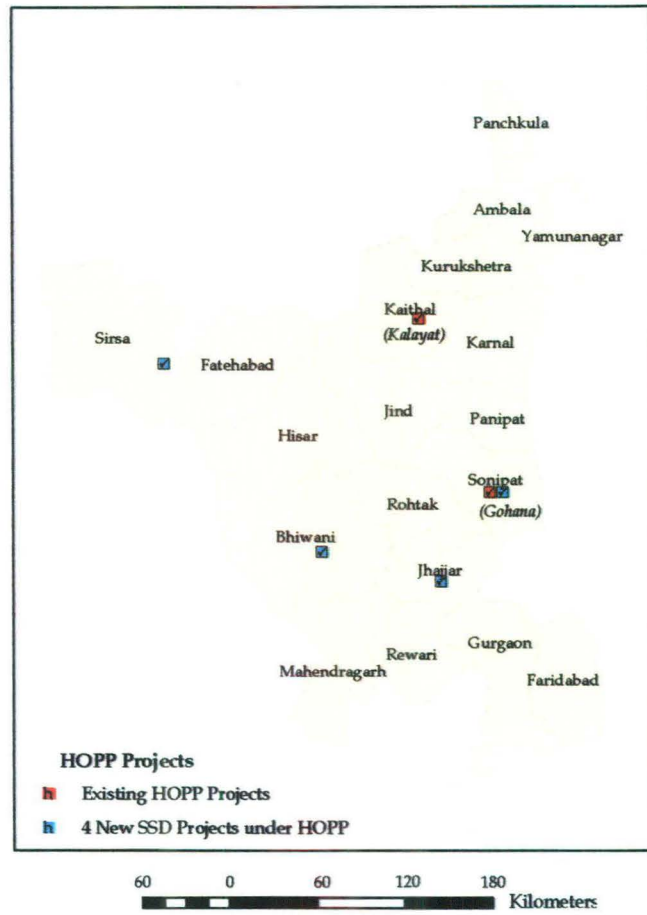 Panchkula
Ambala
Yamunanagar
Kurukshetra
Kaithal
(Kalayat)
Sirsa
Karnal
Fatehabad
Jind
Panipat
Hisar
Sonipat
Rohtak
(Gohana)
Bhiwani
Jhajjar
Gurgaon
Rewari
Mahendragarh
Faridabad
HOPP Projects
h Existing HOPP Projects
h 4 New SSD Projects under HOPP
60 0 60 120 180
Kilometers